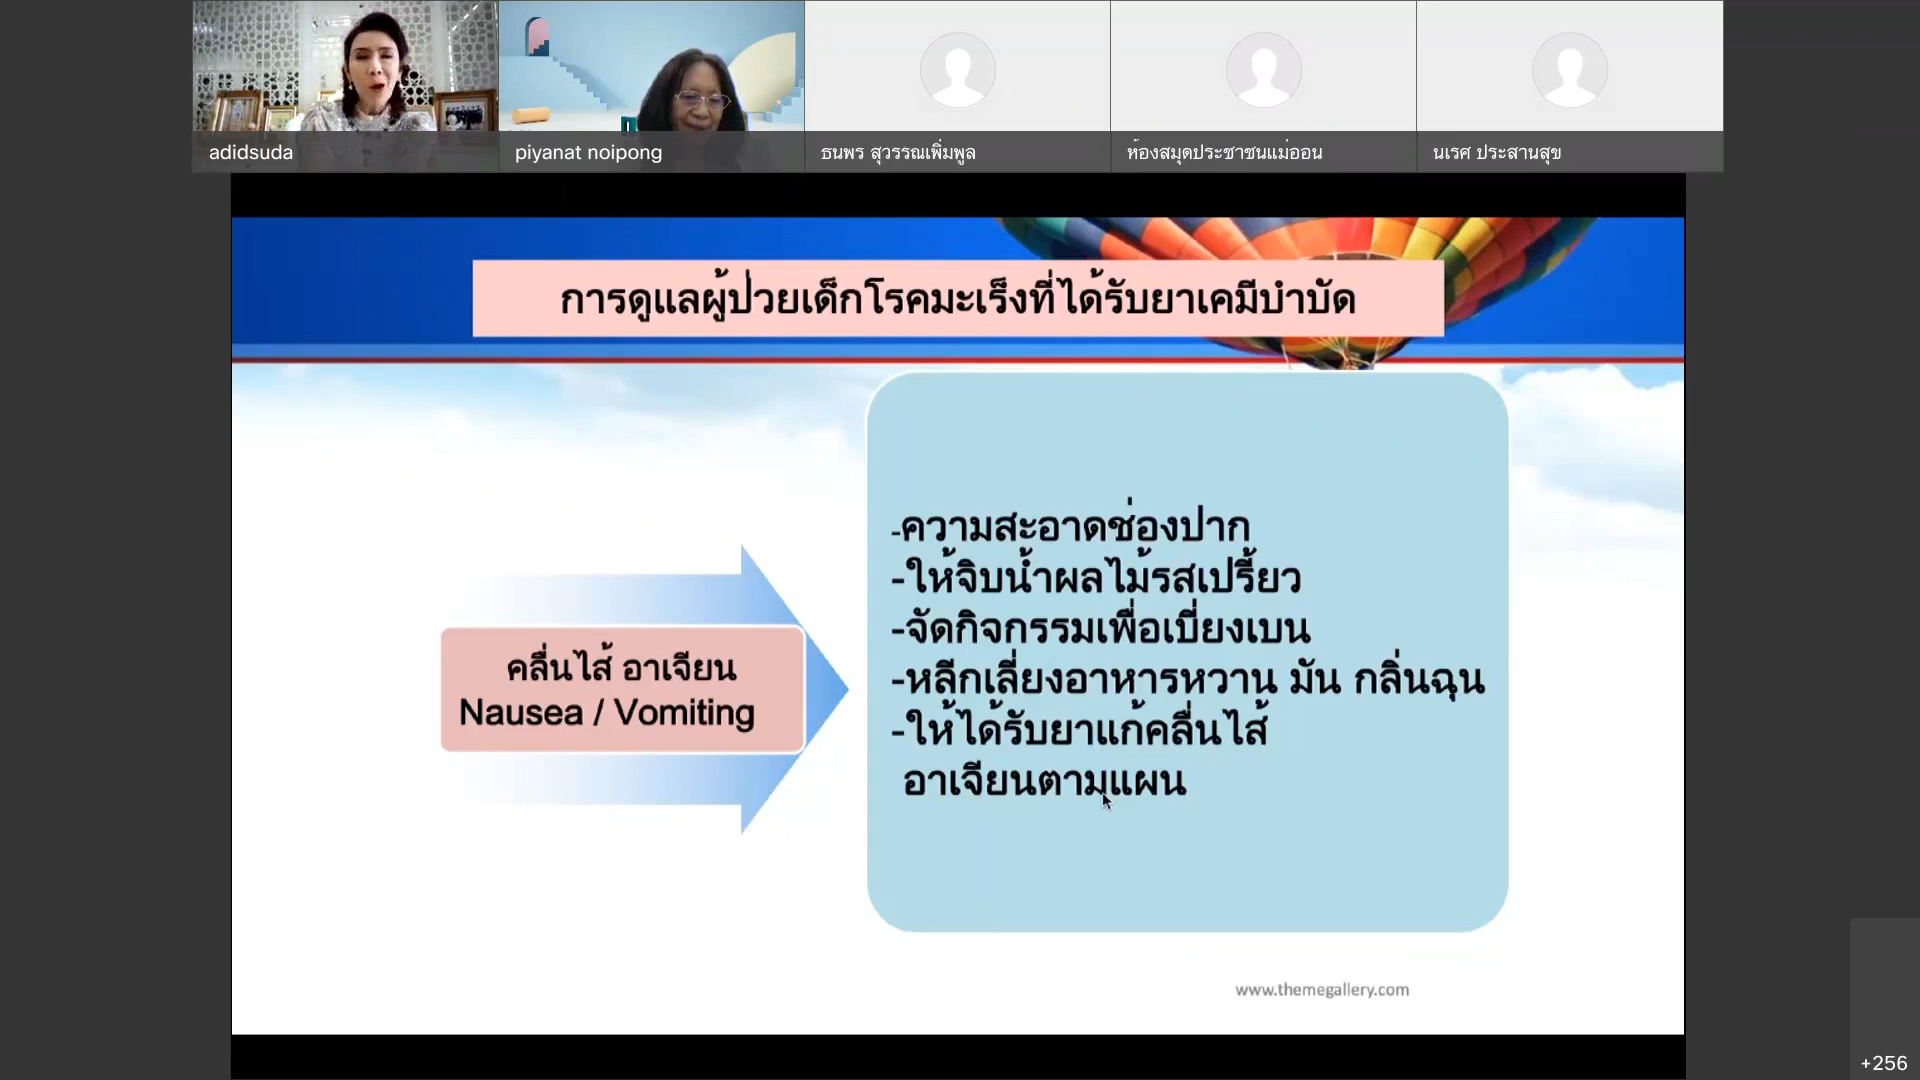 adidsuda
piyanat noipong
ธนพร สุวรรณเพิ่มพูล
ห้องสมุดประชาชนแม่ออน
นเรศ ประสานสุข
การดูแลผู้ป่วยเด็กโรคมะเร็งที่ได้รับยาเคมีบำบัด
คลื่นไส้ อาเจียน
Nausea / Vomiting
-ความสะอาดช่องปาก
-ให้จิบน้ำผลไม้รสเปรี้ยว
-จัดกิจกรรมเพื่อเบี่ยงเบน
-หลีกเลี่ยงอาหารหวาน มัน กลิ่นฉุน
-ให้ได้รับยาแก้คลื่นไส้
อาเจียนตามแผน
www.themegallery.com
+256